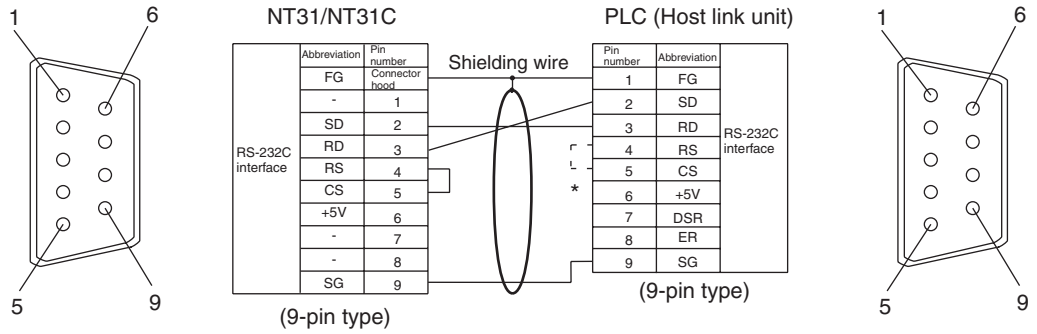 1
6
5
9
NT31/NT31C
RS-232C interface
Abbreviation Pin number
FG Connector hood
- 1
SD 2
RD 3
RS 4
CS 5
+5V 6
- 7
- 8
SG 9
(9-pin type)
Shielding wire
*
PLC (Host link unit)
Pin number Abbreviation
1 FG
2 SD
3 RD
4 RS
5 CS
6 +5V
7 DSR
8 ER
9 SG
RS-232C interface
(9-pin type)
1
6
5
9